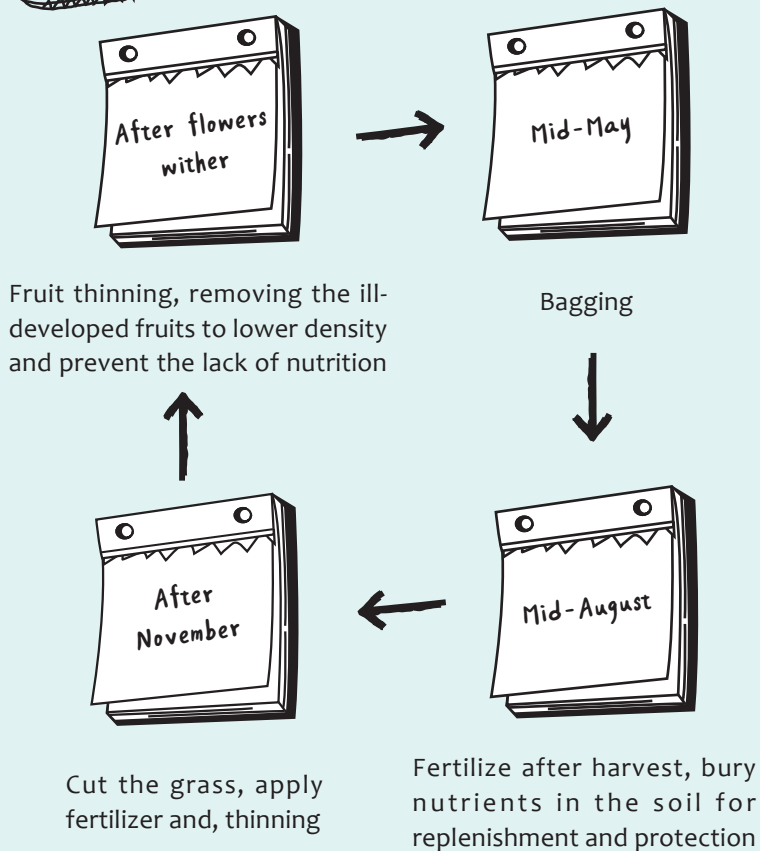 After flowers
wither
Fruit thinning, removing the ill-
developed fruits to lower density
and prevent the lack of nutrition
Mid-May
Bagging
Mid-August
Fertilize after harvest, bury
nutrients in the soil for
replenishment and protection
After
November
Cut the grass, apply
fertilizer and, thinning